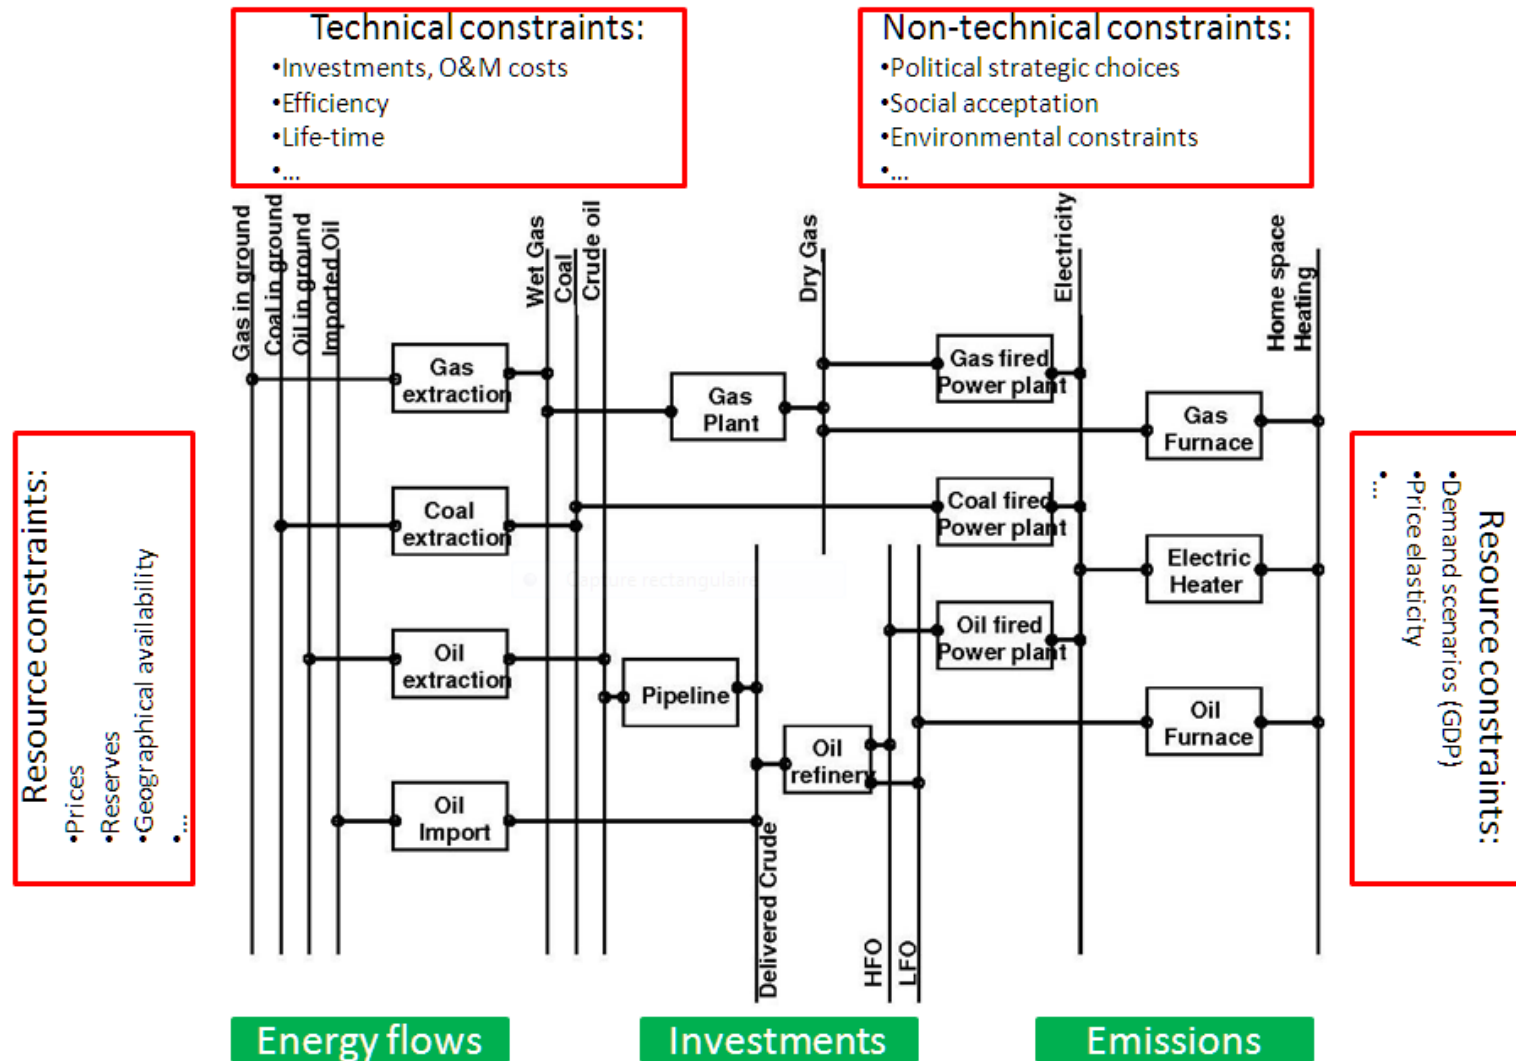 Technical constraints:
•Investments, O&M costs
•Efficiency
•Life-time
•...
Non-technical constraints:
•Political strategic choices
•Social acceptation
•Environmental constraints
•...
Resource constraints:
•Prices
•Reserves
•Geographical availability
•...
Gas in ground
Coal in ground
Oil in ground
Imported Oil
Wet Gas
Coal
Crude oil
Dry Gas
Electricity
Home space
Heating
Gas
extraction
Gas
Plant
Gas fired
Power plant
Gas
Furnace
Coal
extraction
Coal fired
Power plant
Electric
Heater
Capture rectangulaire
Oil
extraction
Pipeline
Oil fired
Power plant
Oil
refinery
Oil
Furnace
Oil
Import
Delivered Crude
HFO
LFO
Resource constraints:
•Demand scenarios (GDP)
•Price elasticity
•...
Energy flows
Investments
Emissions